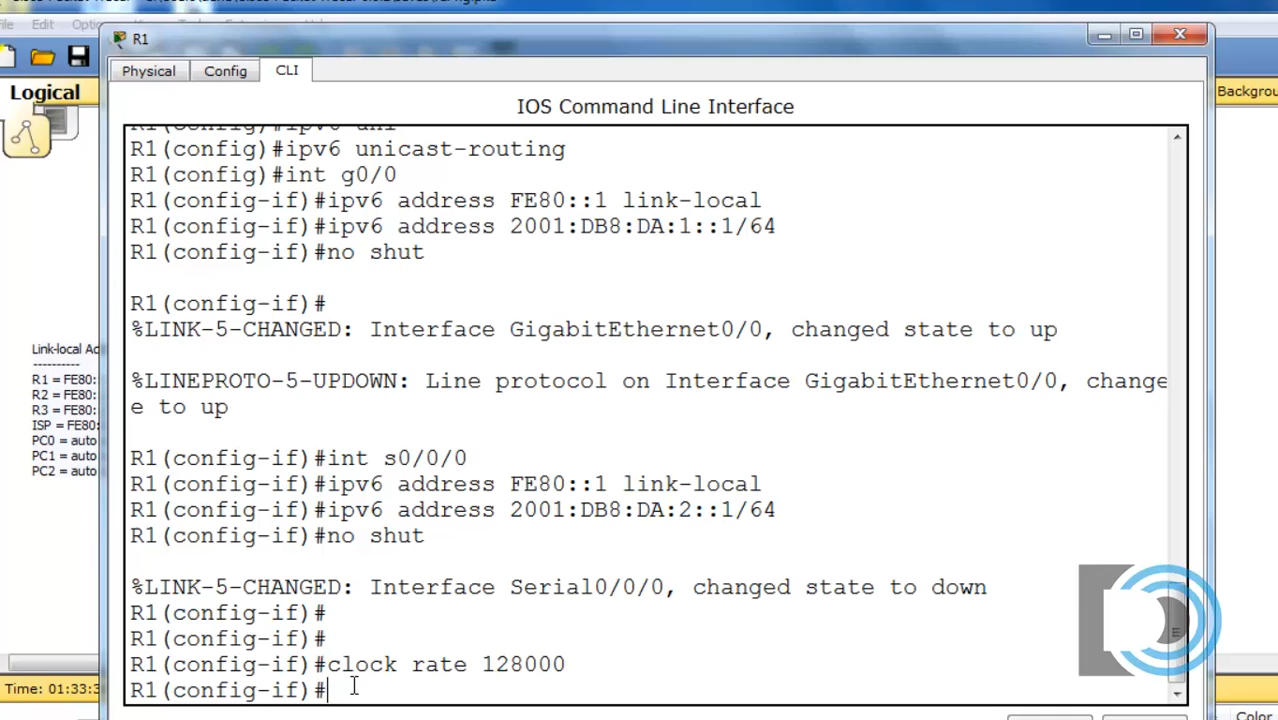 R1
File Edit Optio
Physical Config CLI
Logical
Backgrou
IOS Command Line Interface
R1(config)#ipv6 uni
R1(config)#ipv6 unicast-routing
R1(config)#int g0/0
R1(config-if)#ipv6 address FE80::1 link-local
R1(config-if)#ipv6 address 2001:DB8:DA:1::1/64
R1(config-if)#no shut
R1(config-if)#
%LINK-5-CHANGED: Interface GigabitEthernet0/0, changed state to up
%LINEPROTO-5-UPDOWN: Line protocol on Interface GigabitEthernet0/0, change
e to up
R1(config-if)#int s0/0/0
R1(config-if)#ipv6 address FE80::1 link-local
R1(config-if)#ipv6 address 2001:DB8:DA:2::1/64
R1(config-if)#no shut
%LINK-5-CHANGED: Interface Serial0/0/0, changed state to down
R1(config-if)#
R1(config-if)#
R1(config-if)#clock rate 128000
R1(config-if)#
Link-local Ad
----------
R1 = FE80:
R2 = FE80:
R3 = FE80:
ISP = FE80:
PC0 = auto
PC1 = auto
PC2 = auto
Time: 01:33:3
Color